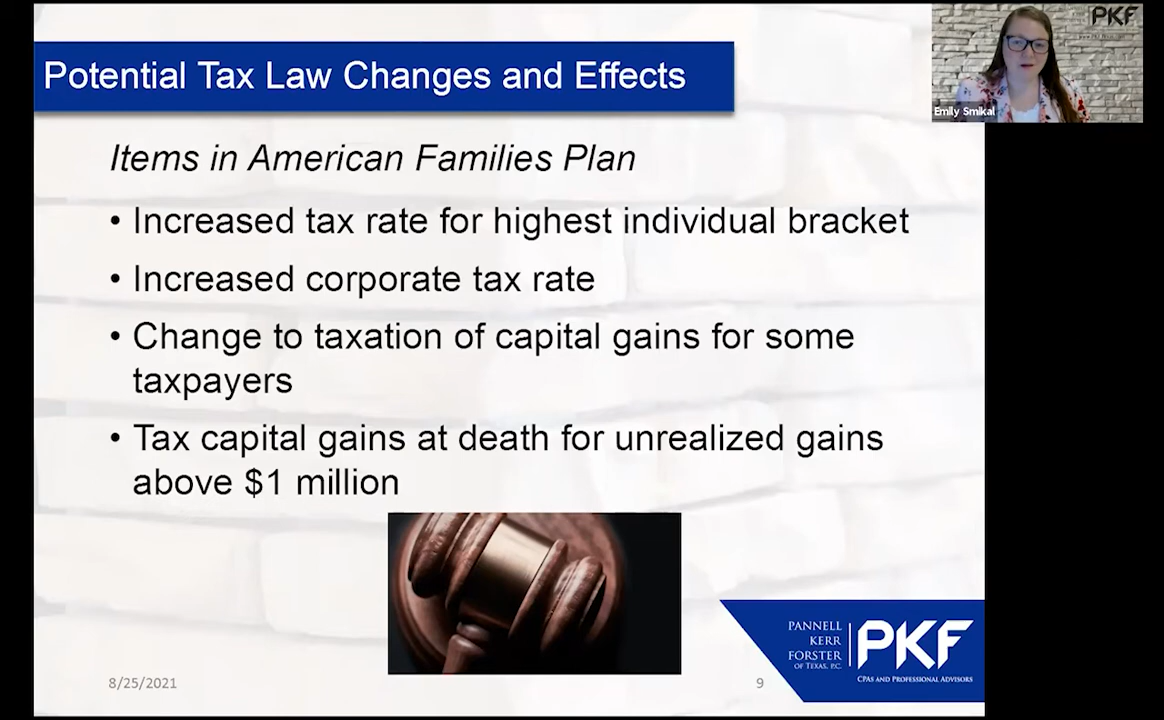 Potential Tax Law Changes and Effects
PKF
Emily Smikal
Items in American Families Plan
• Increased tax rate for highest individual bracket
• Increased corporate tax rate
• Change to taxation of capital gains for some
taxpayers
• Tax capital gains at death for unrealized gains
above $1 million
PANNELL
KERR
FORSTER
OF TEXAS, P.C.
PKF
CPAS AND PROFESSIONAL ADVISORS
8/25/2021
9